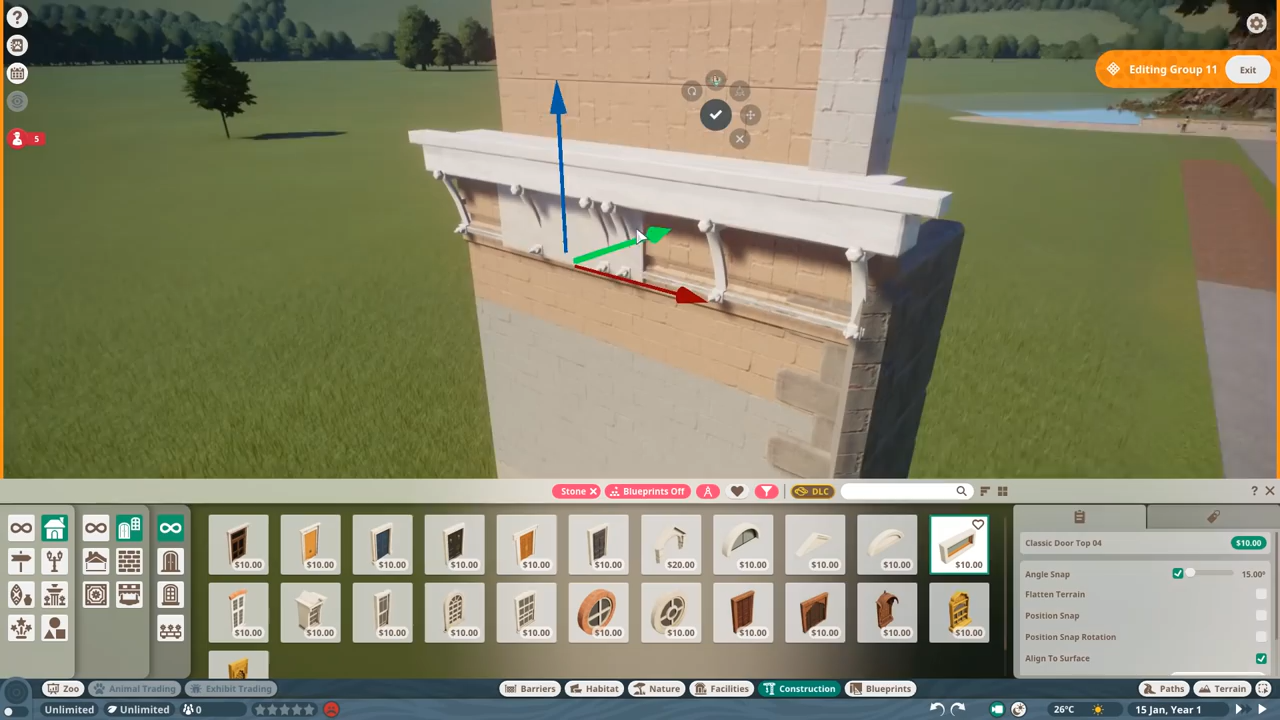 ?
Editing Group 11
Exit
5
Stone ✕
Blueprints Off
DLC
? ✕
$10.00 $10.00 $10.00 $10.00 $10.00 $10.00 $20.00 $10.00 $10.00 $10.00 $10.00
$10.00 $10.00 $10.00 $10.00 $10.00 $10.00 $10.00 $10.00 $10.00 $10.00 $10.00
Classic Door Top 04 $10.00
Angle Snap 15.00°
Flatten Terrain
Position Snap
Position Snap Rotation
Align To Surface
Zoo Animal Trading Exhibit Trading Barriers Habitat Nature Facilities Construction Blueprints Paths Terrain
Unlimited Unlimited 0 26°C 15 Jan, Year 1